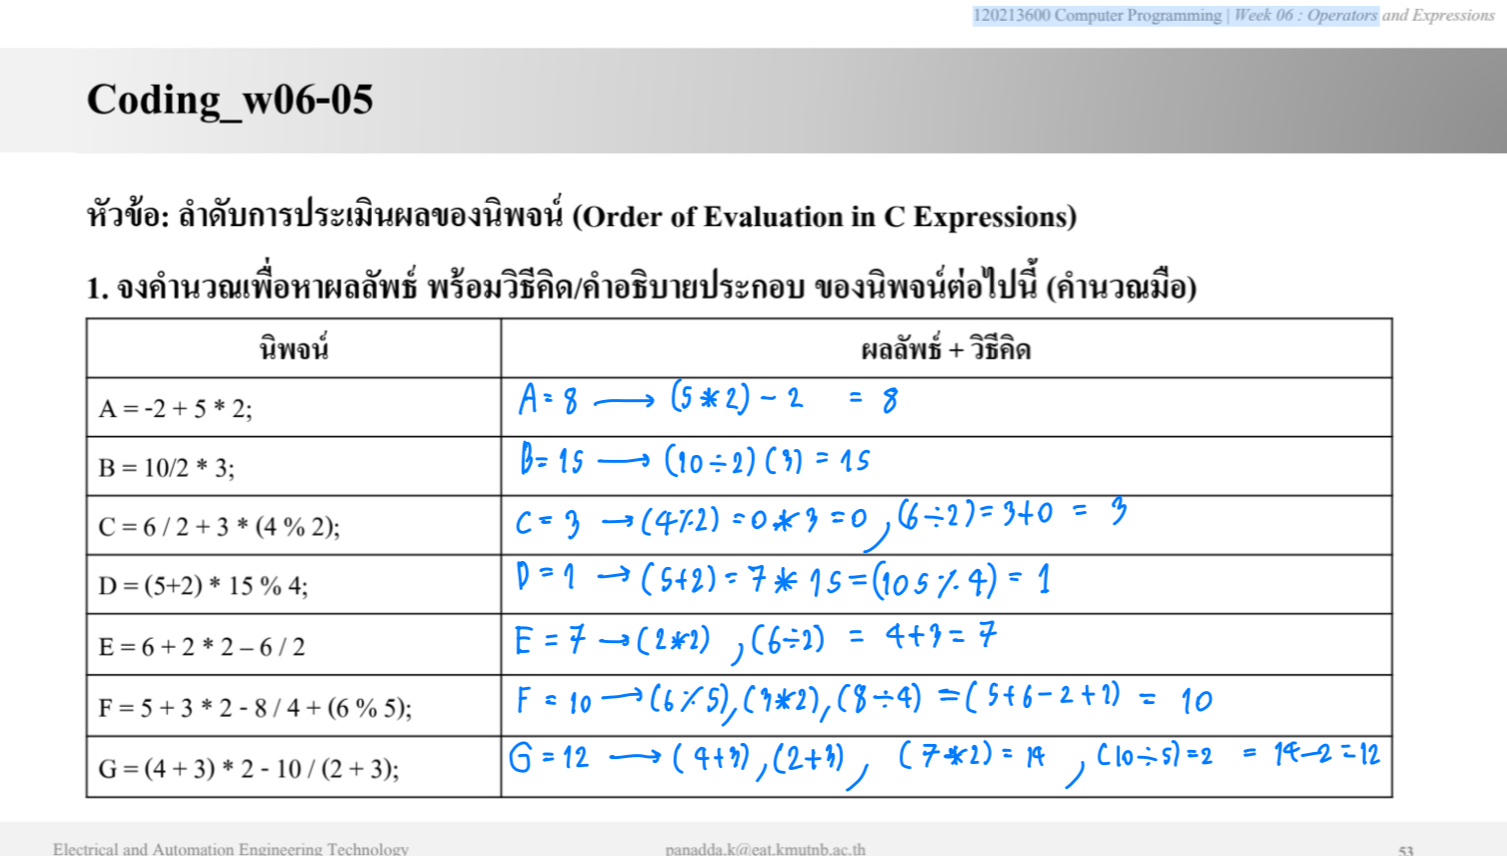 120213600 Computer Programming | Week 06 : Operators and Expressions
Coding_w06-05
หัวข้อ: ลำดับการประเมินผลของนิพจน์ (Order of Evaluation in C Expressions)
1. จงคำนวณเพื่อหาผลลัพธ์ พร้อมวิธีคิด/คำอธิบายประกอบ ของนิพจน์ต่อไปนี้ (คำนวณมือ)
นิพจน์ ผลลัพธ์ + วิธีคิด
A = -2 + 5 * 2; A = 8 → (5 * 2) - 2 = 8
B = 10/2 * 3; B = 15 → (10 ÷ 2) (3) = 15
C = 6 / 2 + 3 * (4 % 2); C = 3 → (4 % 2) = 0 * 3 = 0 , (6 ÷ 2) = 3+0 = 3
D = (5+2) * 15 % 4; D = 1 → (5+2) = 7 * 15 = (105 % 4) = 1
E = 6 + 2 * 2 – 6 / 2 E = 7 → (2*2) , (6÷2) = 4+3 = 7
F = 5 + 3 * 2 - 8 / 4 + (6 % 5); F = 10 → (6 % 5), (3*2), (8 ÷ 4) = (5+6-2+1) = 10
G = (4 + 3) * 2 - 10 / (2 + 3); G = 12 → (4+3) , (2+3) , (7*2) = 14 , (10÷5) = 2 = 14-2 = 12
Electrical and Automation Engineering Technology panadda.k@eat.kmutnb.ac.th 53